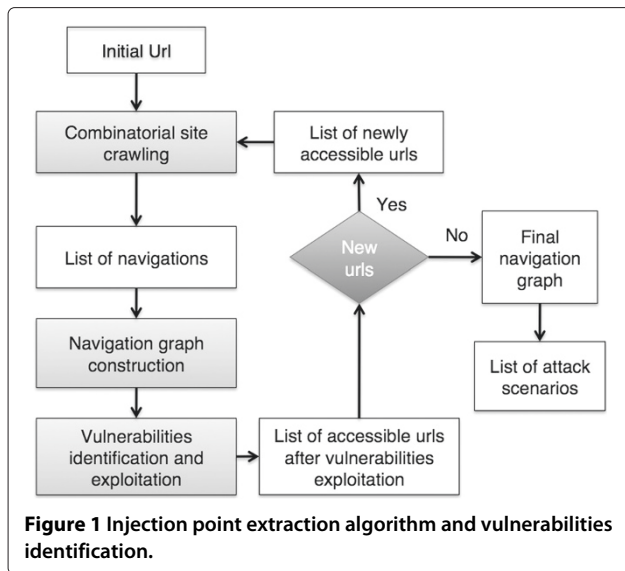 Initial Url
Combinatorial site
crawling
List of newly
accessible urls
Yes
List of navigations
New
urls
No
Final
navigation
graph
Navigation graph
construction
List of attack
scenarios
Vulnerabilities
identification and
exploitation
List of accessible urls
after vulnerabilities
exploitation
Figure 1 Injection point extraction algorithm and vulnerabilities
identification.